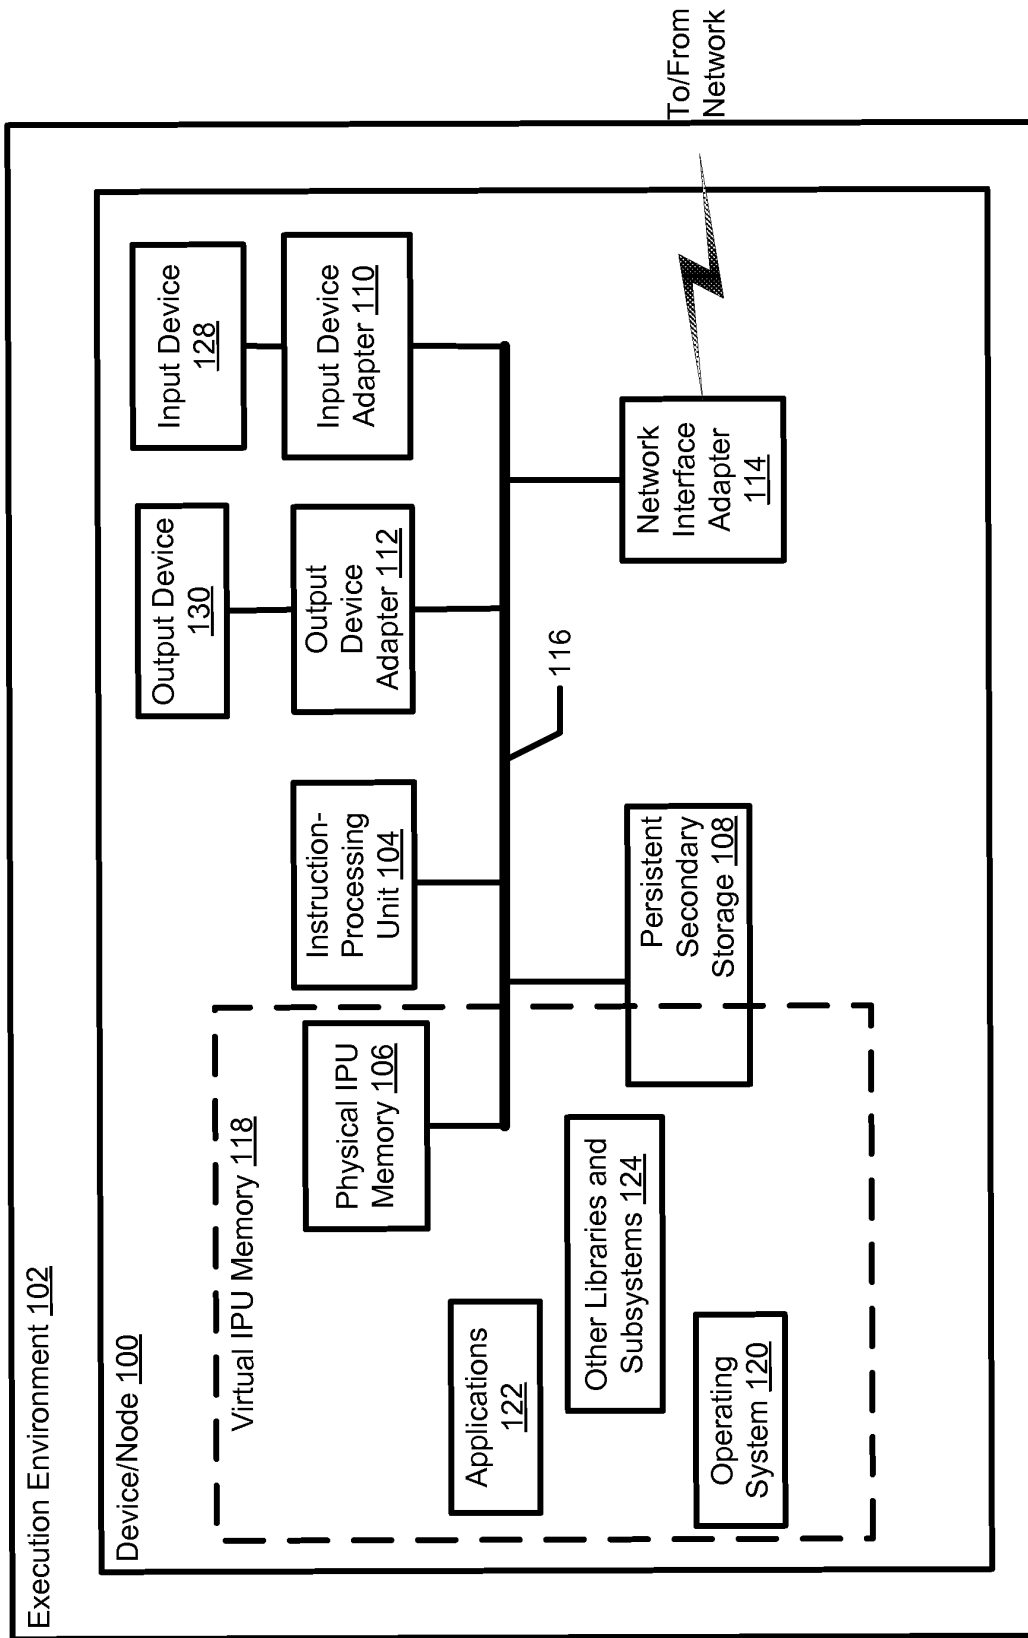 Execution Environment 102
Device/Node 100
Virtual IPU Memory 118
Physical IPU
Memory 106
Instruction-
Processing
Unit 104
Output Device
130
Output
Device
Adapter 112
Input Device
128
Input Device
Adapter 110
Applications
122
Other Libraries and
Subsystems 124
Operating
System 120
Persistent
Secondary
Storage 108
116
Network
Interface
Adapter
114
To/From
Network